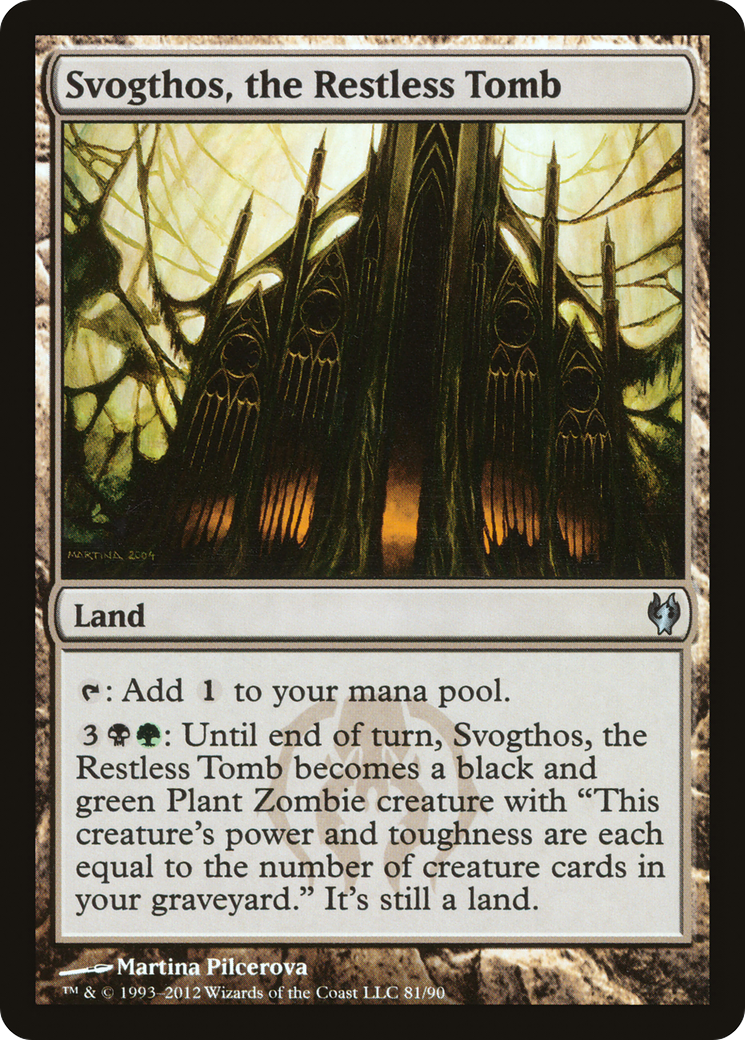 Svogthos, the Restless Tomb
MARTINA 2004
Land
: Add 1 to your mana pool.
3: Until end of turn, Svogthos, the
Restless Tomb becomes a black and
green Plant Zombie creature with “This
creature’s power and toughness are each
equal to the number of creature cards in
your graveyard.” It’s still a land.
Martina Pilcerova
™ & © 1993–2012 Wizards of the Coast LLC 81/90